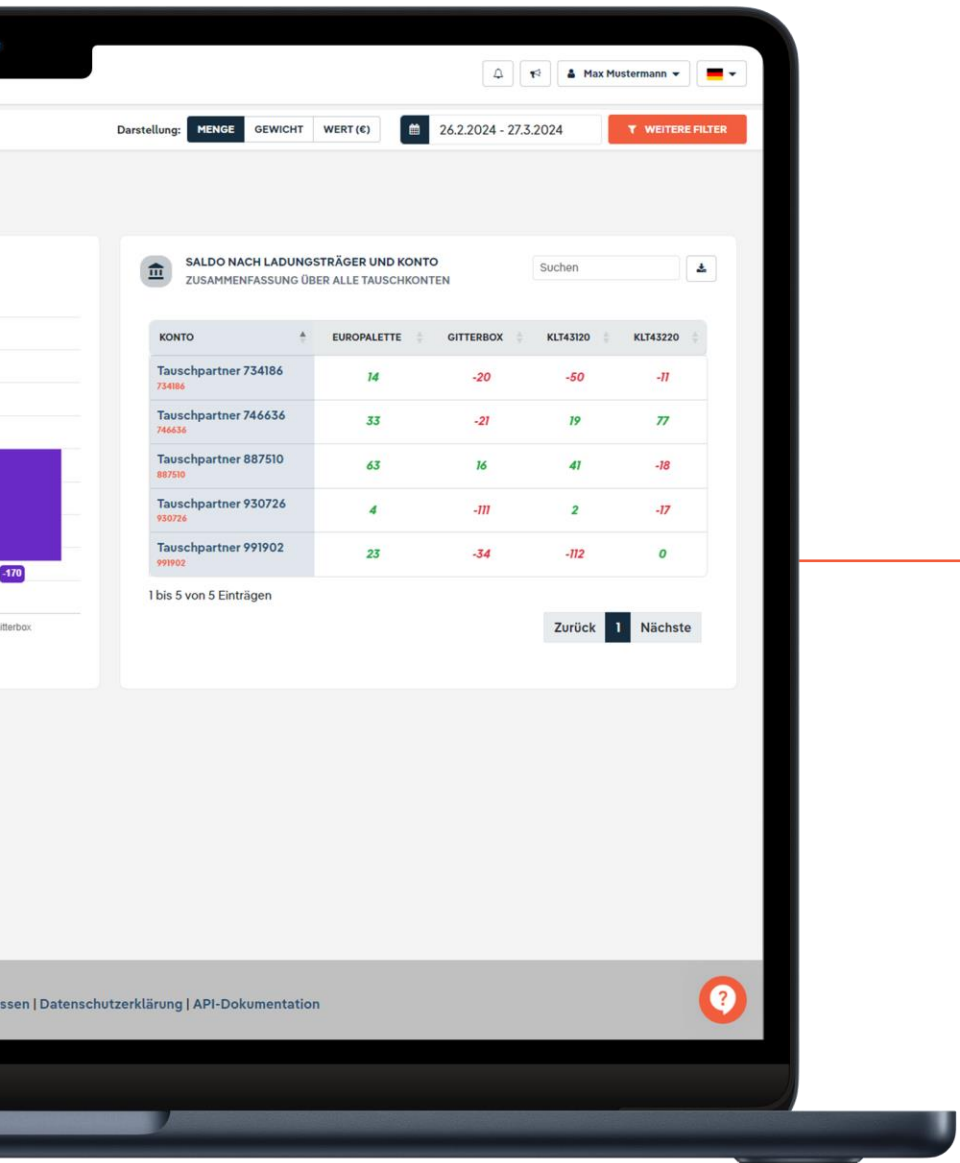 Max Mustermann
Darstellung: MENGE GEWICHT WERT (€) 26.2.2024 - 27.3.2024 WEITERE FILTER
SALDO NACH LADUNGSTRÄGER UND KONTO
ZUSAMMENFASSUNG ÜBER ALLE TAUSCHKONTEN
Suchen
KONTO EUROPALETTE GITTERBOX KLT43120 KLT43220
Tauschpartner 734186 14 -20 -50 -11
734186
Tauschpartner 746636 33 -21 19 77
746636
Tauschpartner 887510 63 16 41 -18
887510
Tauschpartner 930726 4 -111 2 -17
930726
Tauschpartner 991902 23 -34 -112 0
991902
1 bis 5 von 5 Einträgen
Zurück 1 Nächste
-170
itterbox
ssen | Datenschutzerklärung | API-Dokumentation
?